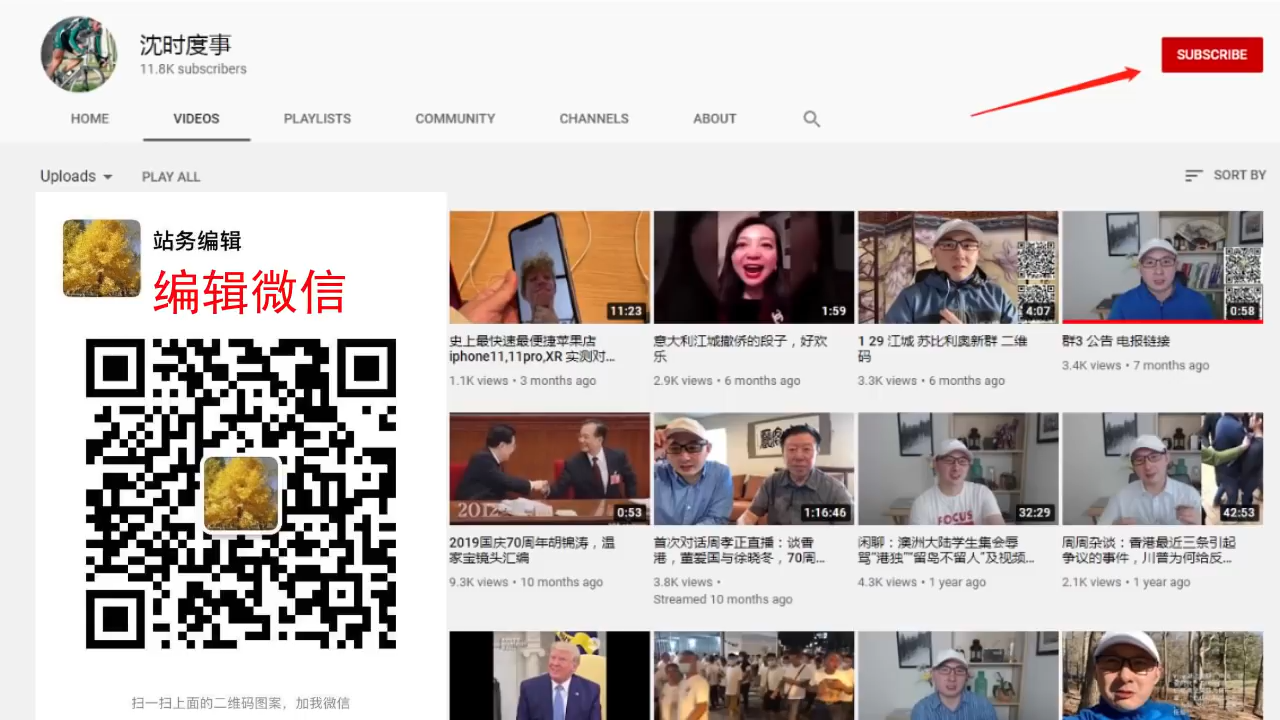 沈时度事
11.8K subscribers
SUBSCRIBE
HOME
VIDEOS
PLAYLISTS
COMMUNITY
CHANNELS
ABOUT
Uploads
PLAY ALL
SORT BY
站务编辑
编辑微信
扫一扫上面的二维码图案，加我微信
11:23
史上最快速最便捷苹果店
iphone11,11pro,XR 实测对...
1.1K views • 3 months ago
1:59
意大利江城撤侨的段子，好欢
乐
2.9K views • 6 months ago
4:07
1 29 江城 苏比利奥新群 二维
码
3.3K views • 6 months ago
0:58
群3 公告 电报链接
3.4K views • 7 months ago
2012
0:53
2019国庆70周年胡锦涛，温
家宝镜头汇编
9.3K views • 10 months ago
1:16:46
首次对话周孝正直播：谈香
港，董爱国与徐晓冬，70周...
3.8K views •
Streamed 10 months ago
FOCUS
32:29
闲聊：澳洲大陆学生集会辱
骂“港独”“留岛不留人”及视频...
4.3K views • 1 year ago
42:53
周周杂谈：香港最近三条引起
争议的事件，川普为何给反...
2.1K views • 1 year ago